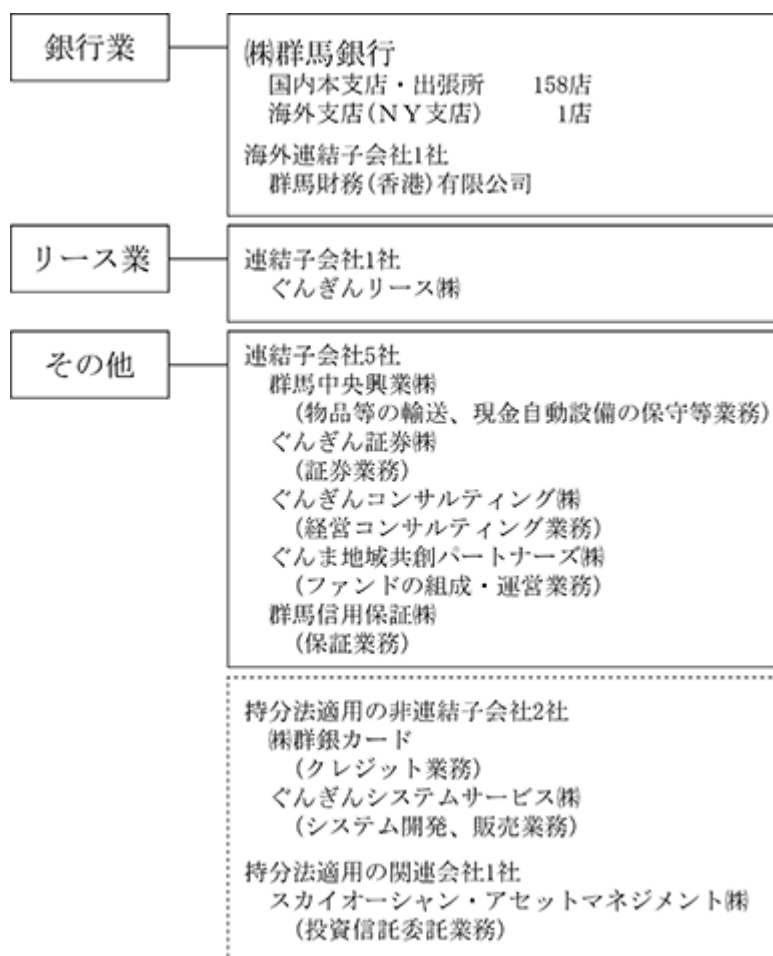 銀行業
㈱群馬銀行
国内本支店・出張所 158店
海外支店(ＮＹ支店) 1店
海外連結子会社1社
群馬財務(香港)有限公司
リース業
連結子会社1社
ぐんぎんリース㈱
その他
連結子会社5社
群馬中央興業㈱
(物品等の輸送、現金自動設備の保守等業務)
ぐんぎん証券㈱
(証券業務)
ぐんぎんコンサルティング㈱
(経営コンサルティング業務)
ぐんま地域共創パートナーズ㈱
(ファンドの組成・運営業務)
群馬信用保証㈱
(保証業務)
持分法適用の非連結子会社2社
㈱群銀カード
(クレジット業務)
ぐんぎんシステムサービス㈱
(システム開発、販売業務)
持分法適用の関連会社1社
スカイオーシャン・アセットマネジメント㈱
(投資信託委託業務)